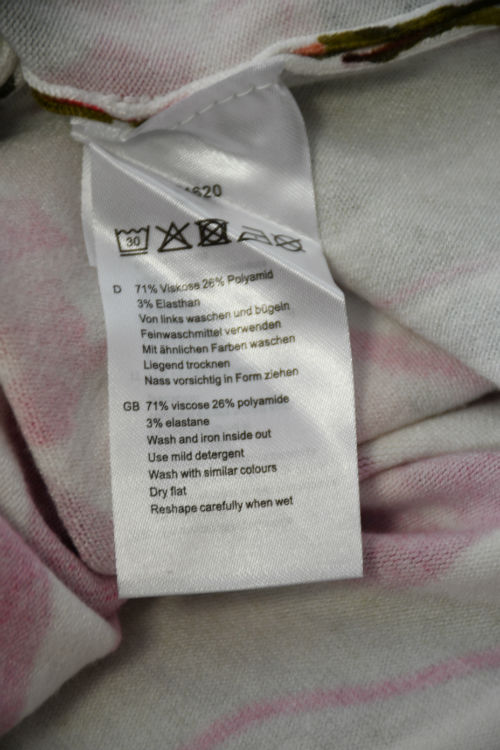 30
D 71% Viskose 26% Polyamid
3% Elasthan
Von links waschen und bügeln
Feinwaschmittel verwenden
Mit ähnlichen Farben waschen
Liegend trocknen
Nass vorsichtig in Form ziehen
GB 71% viscose 26% polyamide
3% elastane
Wash and iron inside out
Use mild detergent
Wash with similar colours
Dry flat
Reshape carefully when wet